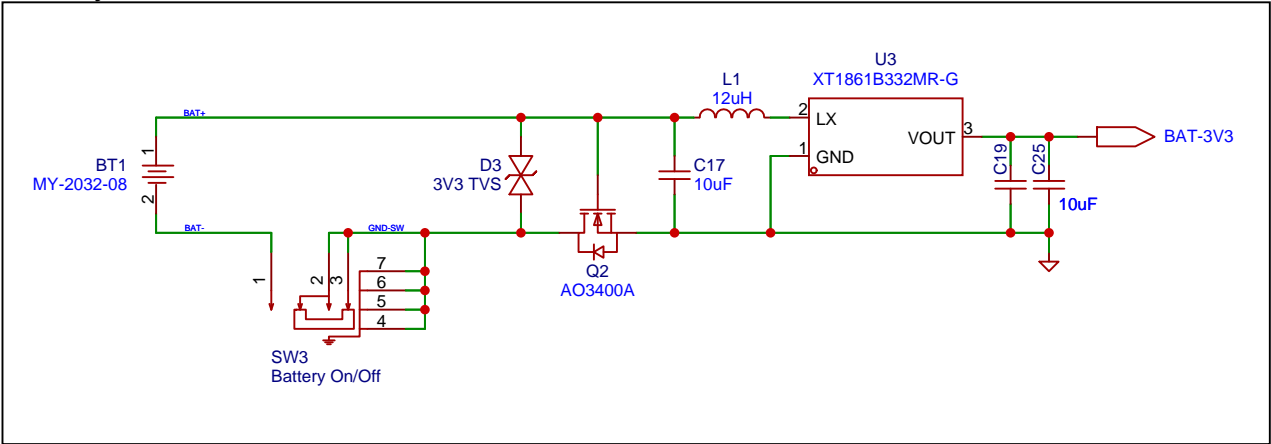 U3
XT1861B332MR-G
L1
12uH
2
LX
VOUT
3
BAT-3V3
1
GND
BAT+
BT1
MY-2032-08
1
2
D3
3V3 TVS
C17
10uF
C19
C25
10uF
BAT-
GND-SW
Q2
AO3400A
1
2
3
7
6
5
4
SW3
Battery On/Off